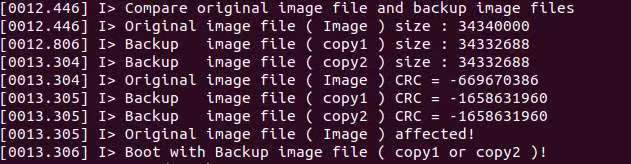 [0012.446] I> Compare original image file and backup image files
[0012.446] I> Original image file ( Image ) size : 34340000
[0012.806] I> Backup   image file ( copy1 ) size : 34332688
[0013.304] I> Backup   image file ( copy2 ) size : 34332688
[0013.304] I> Original image file ( Image ) CRC = -669670386
[0013.305] I> Backup   image file ( copy1 ) CRC = -1658631960
[0013.305] I> Backup   image file ( copy2 ) CRC = -1658631960
[0013.305] I> Original image file ( Image ) affected!
[0013.306] I> Boot with Backup image file ( copy1 or copy2 )!